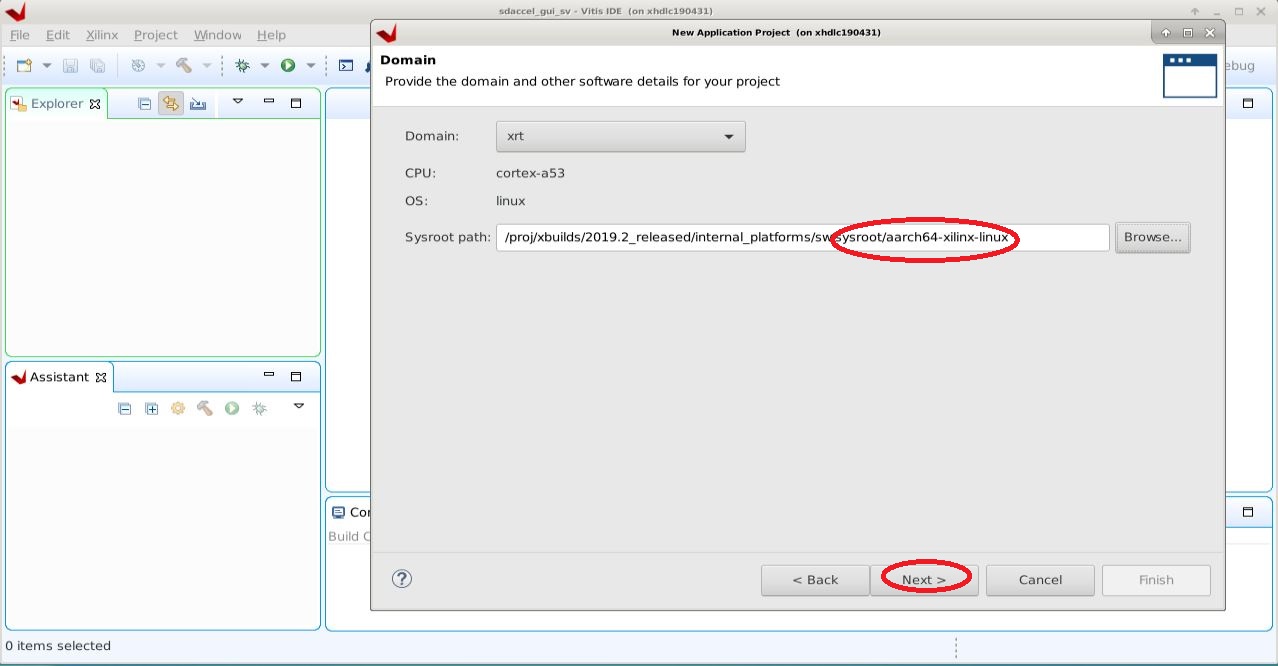 sdaccel_gui_sv - Vitis IDE (on xhdlc190431)
File Edit Xilinx Project Window Help
New Application Project (on xhdlc190431)
Domain
Provide the domain and other software details for your project
ebug
Explorer
Domain: xrt
CPU: cortex-a53
OS: linux
Sysroot path: /proj/xbuilds/2019.2_released/internal_platforms/sw/sysroot/aarch64-xilinx-linux Browse...
Assistant
Cor
Build C
? < Back Next > Cancel Finish
0 items selected